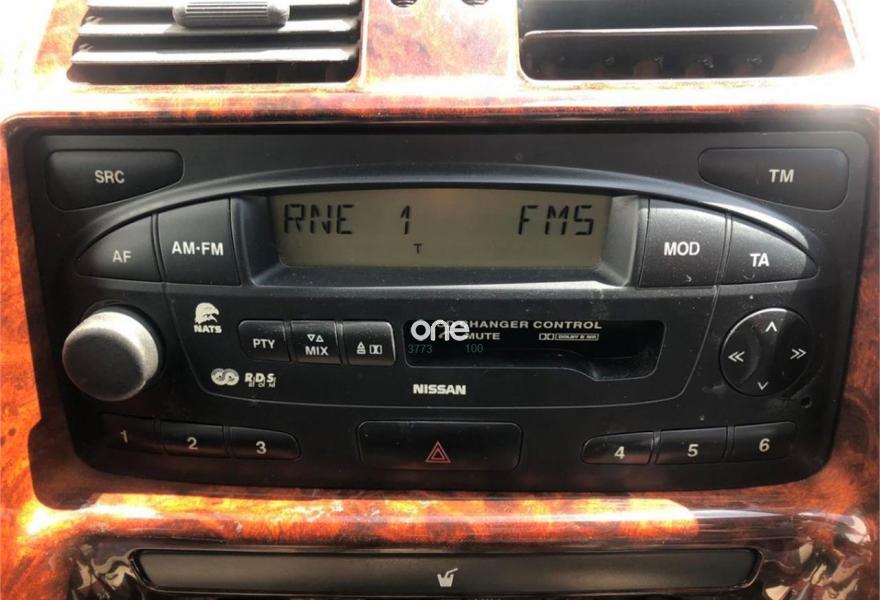 SRC
TM
RNE 1 FMS
T
AF
AM·FM
MOD
TA
NATS
one
CHANGER CONTROL
PTY
MIX
MUTE
DOLBY B NR
3773 100
RDS
NISSAN
1
2
3
4
5
6